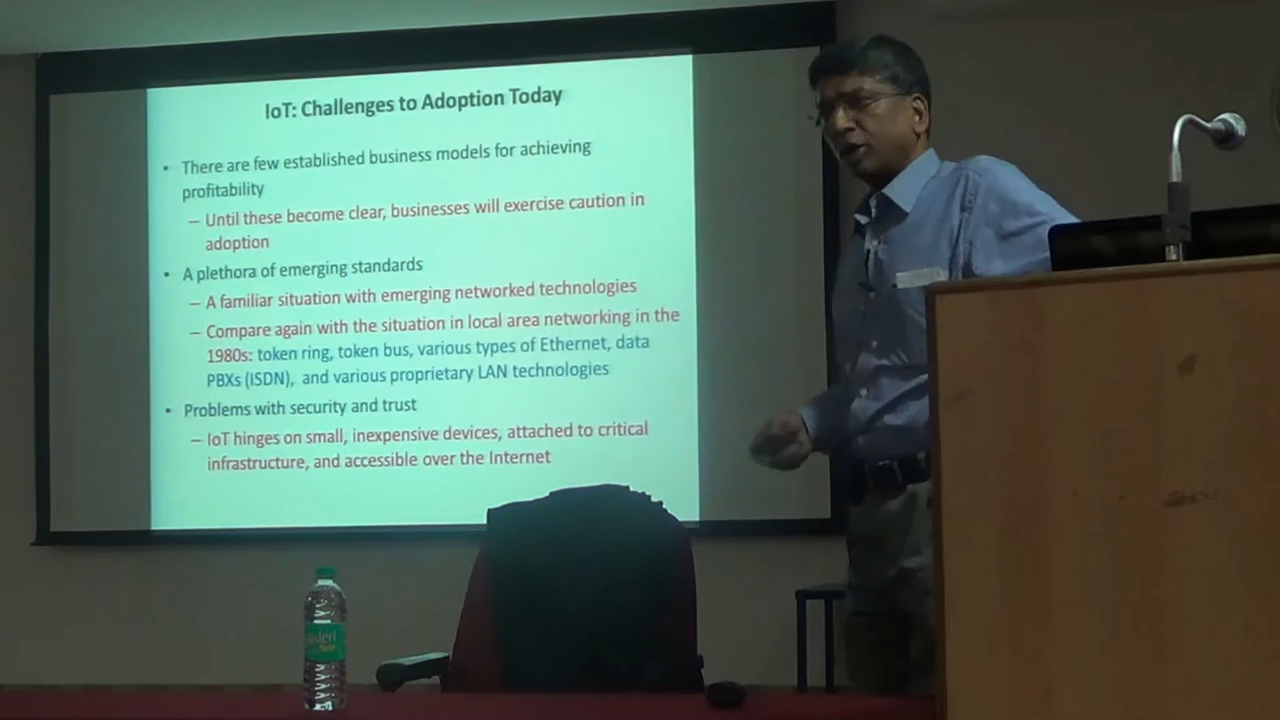 IoT: Challenges to Adoption Today
• There are few established business models for achieving
profitability
– Until these become clear, businesses will exercise caution in
adoption
• A plethora of emerging standards
– A familiar situation with emerging networked technologies
– Compare again with the situation in local area networking in the
1980s: token ring, token bus, various types of Ethernet, data
PBXs (ISDN), and various proprietary LAN technologies
• Problems with security and trust
– IoT hinges on small, inexpensive devices, attached to critical
infrastructure, and accessible over the Internet